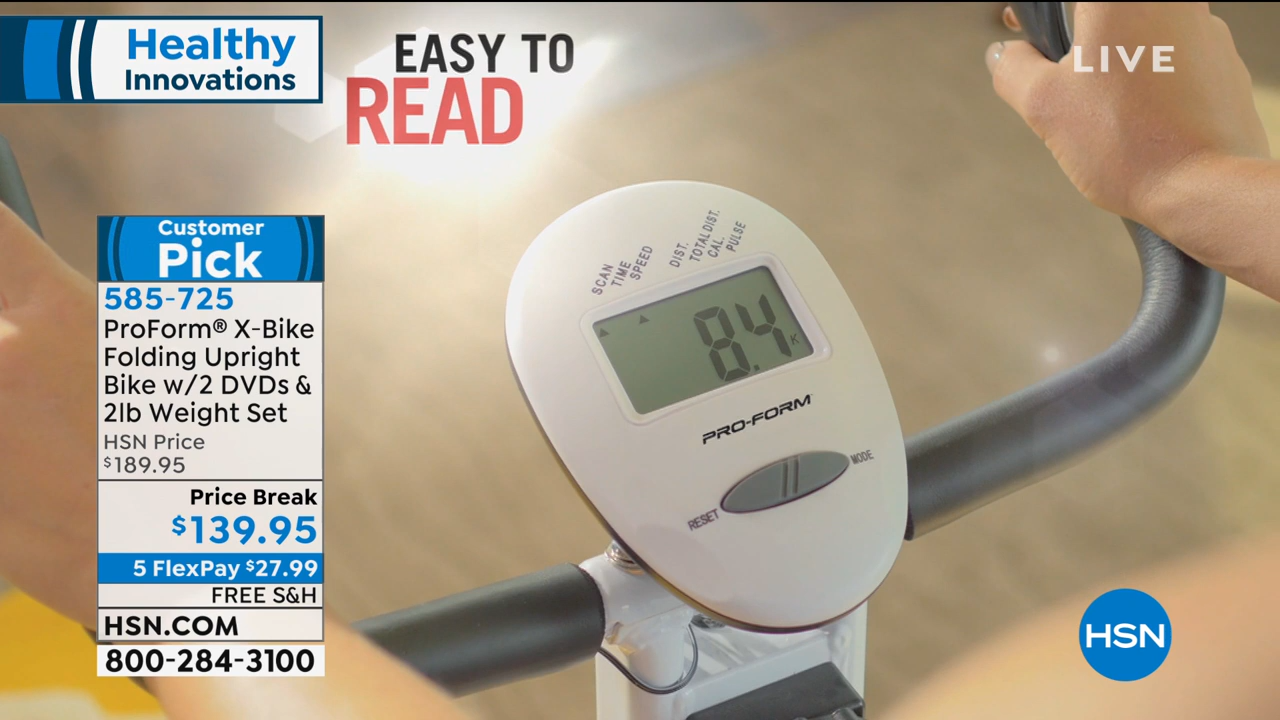 Healthy
Innovations
EASY TO
READ
LIVE
Customer
Pick
585-725
ProForm® X-Bike
Folding Upright
Bike w/2 DVDs &
2lb Weight Set
HSN Price
$189.95
Price Break
$139.95
5 FlexPay $27.99
FREE S&H
HSN.COM
800-284-3100
SCAN
TIME
SPEED
DIST.
TOTAL DIST.
CAL.
PULSE
8.4
K
PRO-FORM
MODE
RESET
HSN